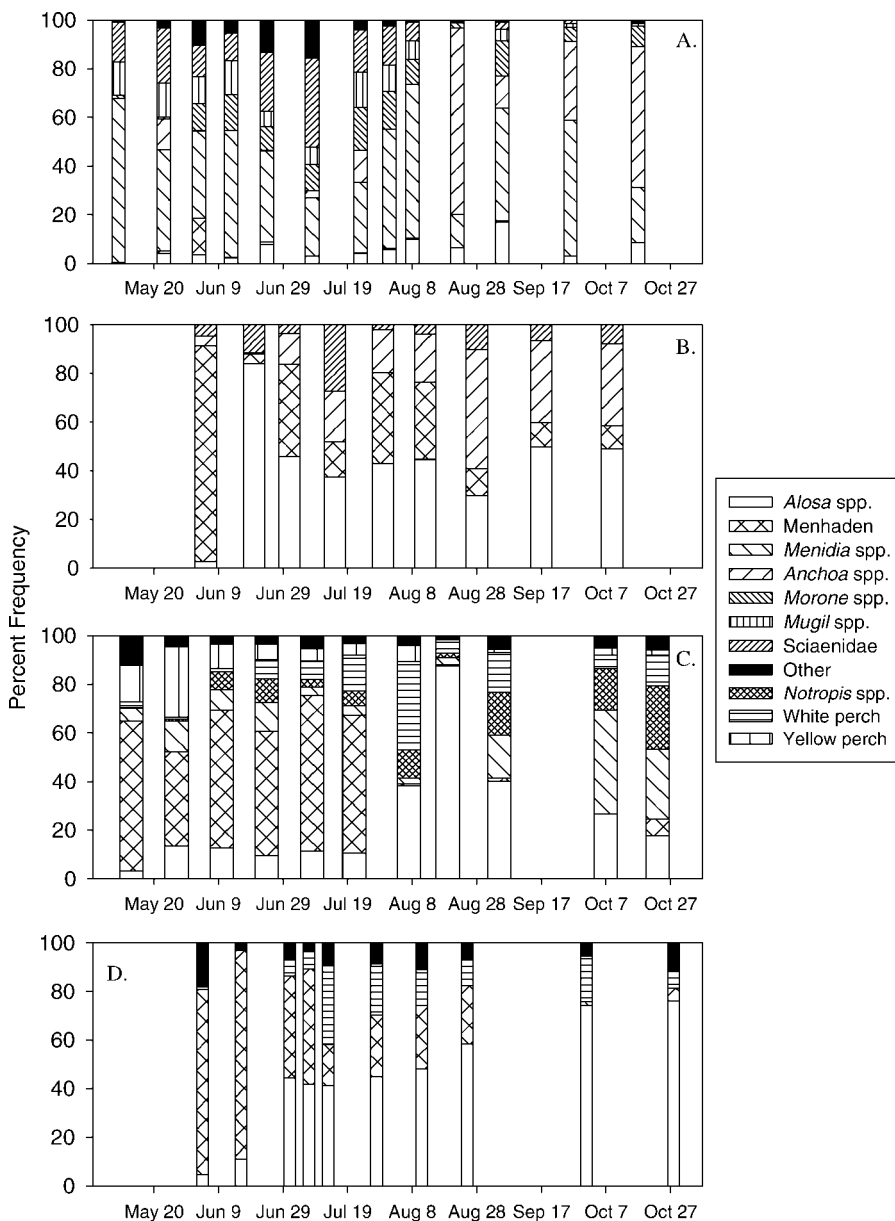 A.
100
80
60
40
20
0
May 20 Jun 9 Jun 29 Jul 19 Aug 8 Aug 28 Sep 17 Oct 7 Oct 27
B.
100
80
60
40
20
0
May 20 Jun 9 Jun 29 Jul 19 Aug 8 Aug 28 Sep 17 Oct 7 Oct 27
Percent Frequency
Alosa spp.
Menhaden
Menidia spp.
Anchoa spp.
Morone spp.
Mugil spp.
Sciaenidae
Other
Notropis spp.
White perch
Yellow perch
C.
100
80
60
40
20
0
May 20 Jun 9 Jun 29 Jul 19 Aug 8 Aug 28 Sep 17 Oct 7 Oct 27
D.
100
80
60
40
20
0
May 20 Jun 9 Jun 29 Jul 19 Aug 8 Aug 28 Sep 17 Oct 7 Oct 27